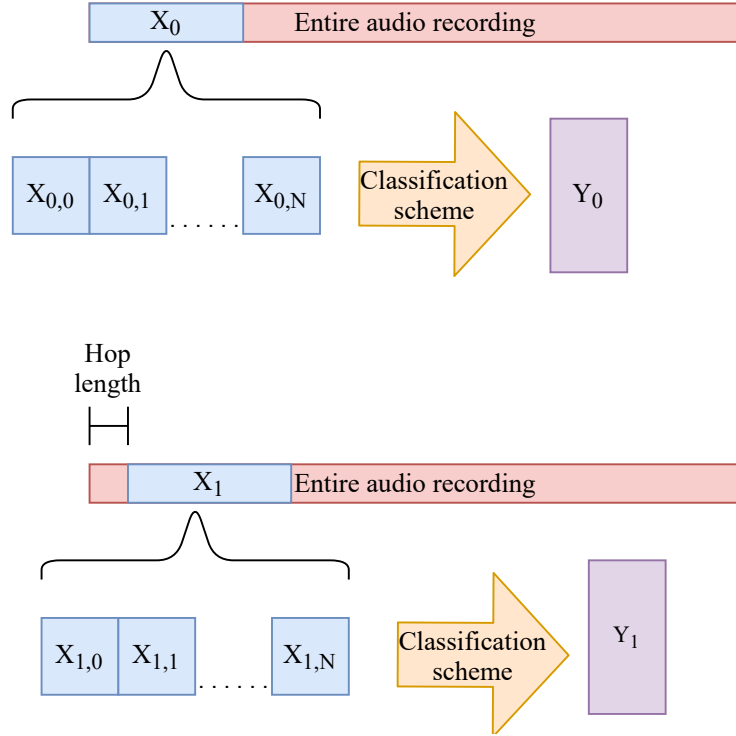 X₀ Entire audio recording
X₀,₀ X₀,₁ ...... X₀,N
Classification
scheme
Y₀
Hop
length
X₁ Entire audio recording
X₁,₀ X₁,₁ ...... X₁,N
Classification
scheme
Y₁